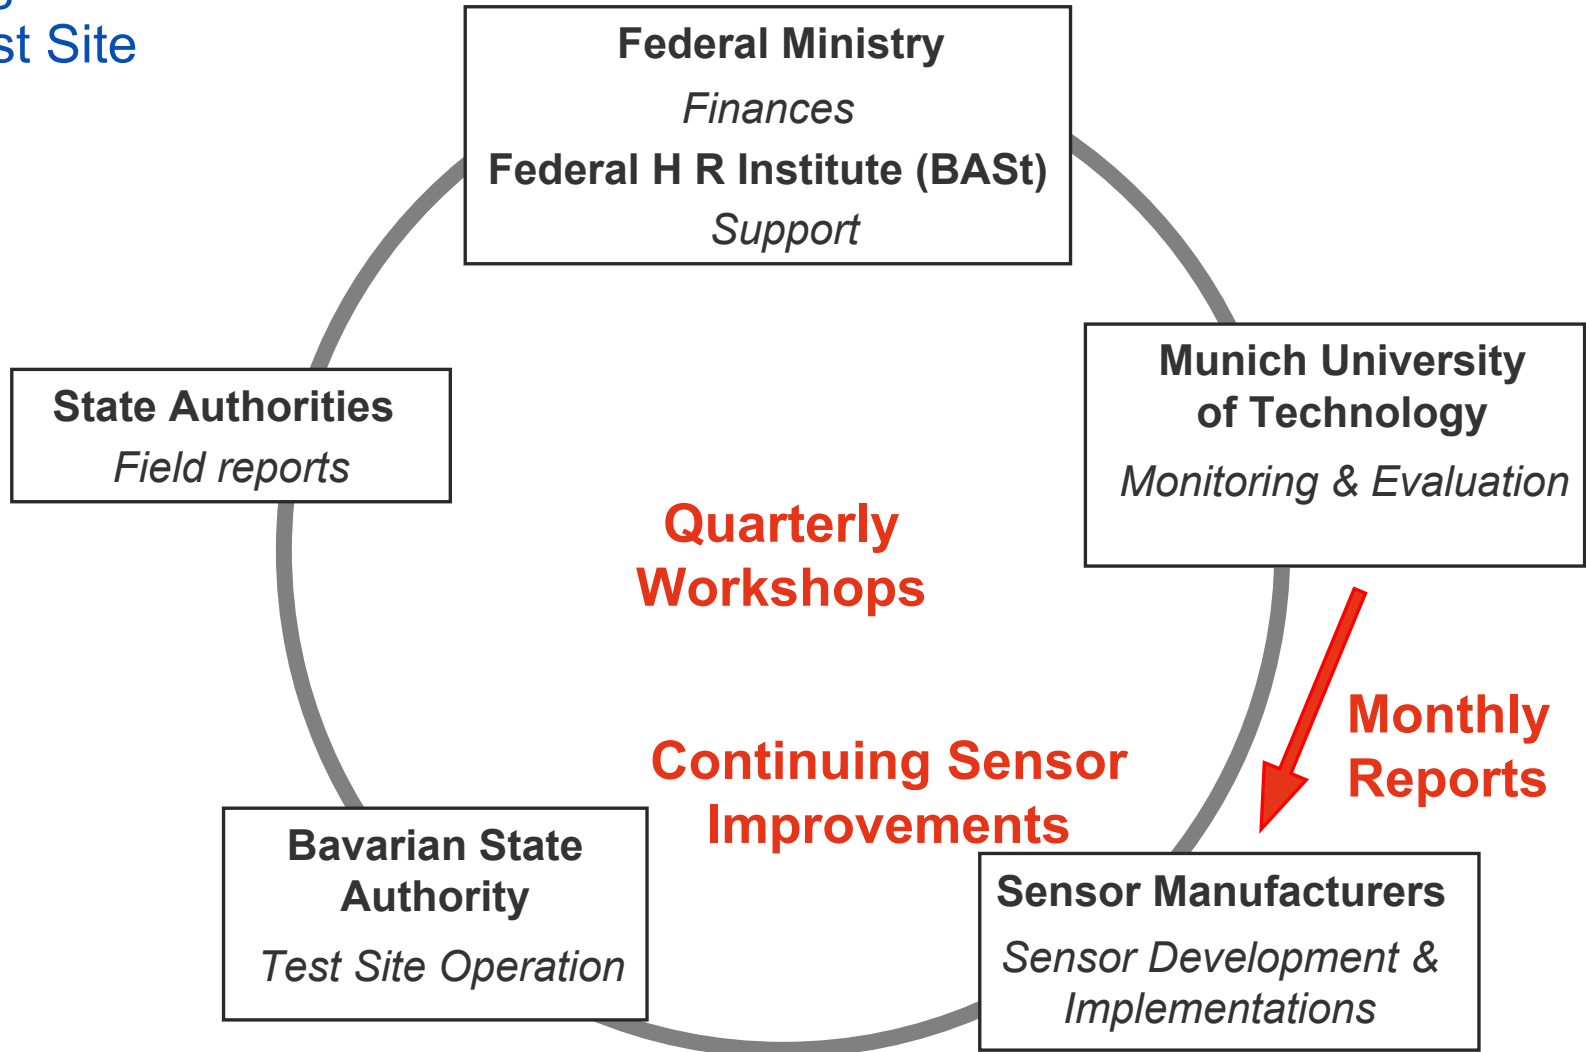 st Site
Federal Ministry
Finances
Federal H R Institute (BASt)
Support
Munich University
of Technology
Monitoring & Evaluation
State Authorities
Field reports
Quarterly
Workshops
Monthly
Reports
Continuing Sensor
Improvements
Bavarian State
Authority
Test Site Operation
Sensor Manufacturers
Sensor Development &
Implementations